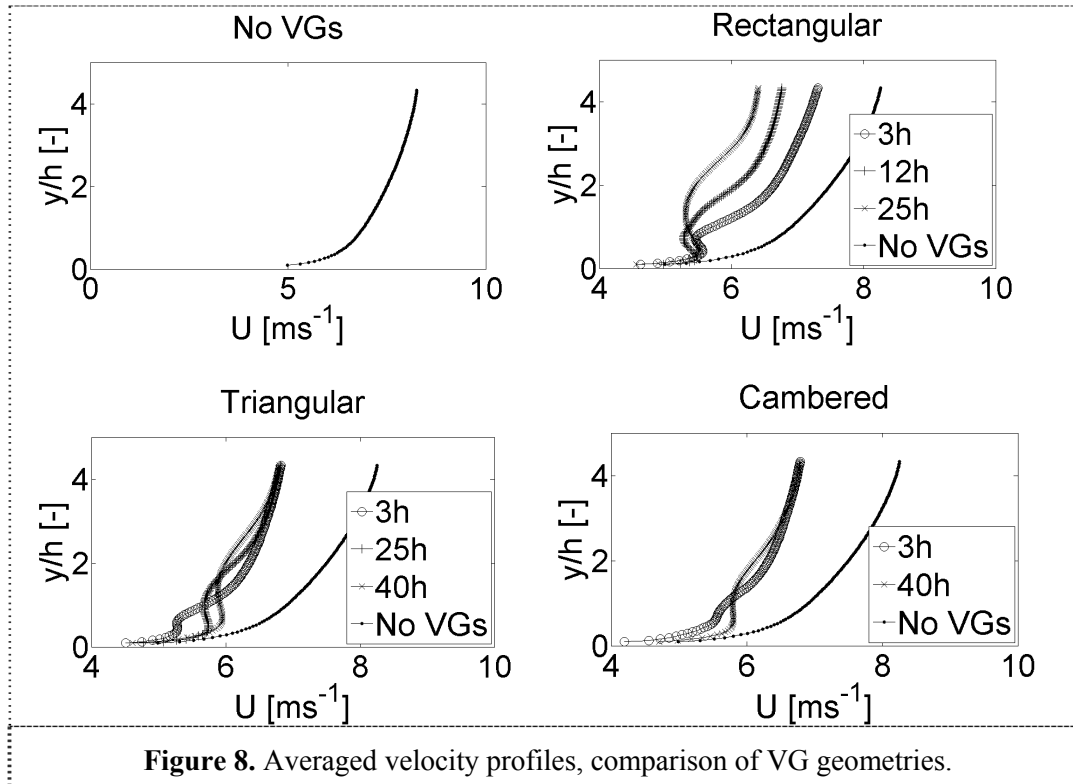 No VGs
4
2
0
0
5
10
y/h [-]
U [ms⁻¹]
Rectangular
4
2
0
4
6
8
10
y/h [-]
U [ms⁻¹]
3h
12h
25h
No VGs
Triangular
4
2
0
4
6
8
10
y/h [-]
U [ms⁻¹]
3h
25h
40h
No VGs
Cambered
4
2
0
4
6
8
10
y/h [-]
U [ms⁻¹]
3h
40h
No VGs
Figure 8. Averaged velocity profiles, comparison of VG geometries.